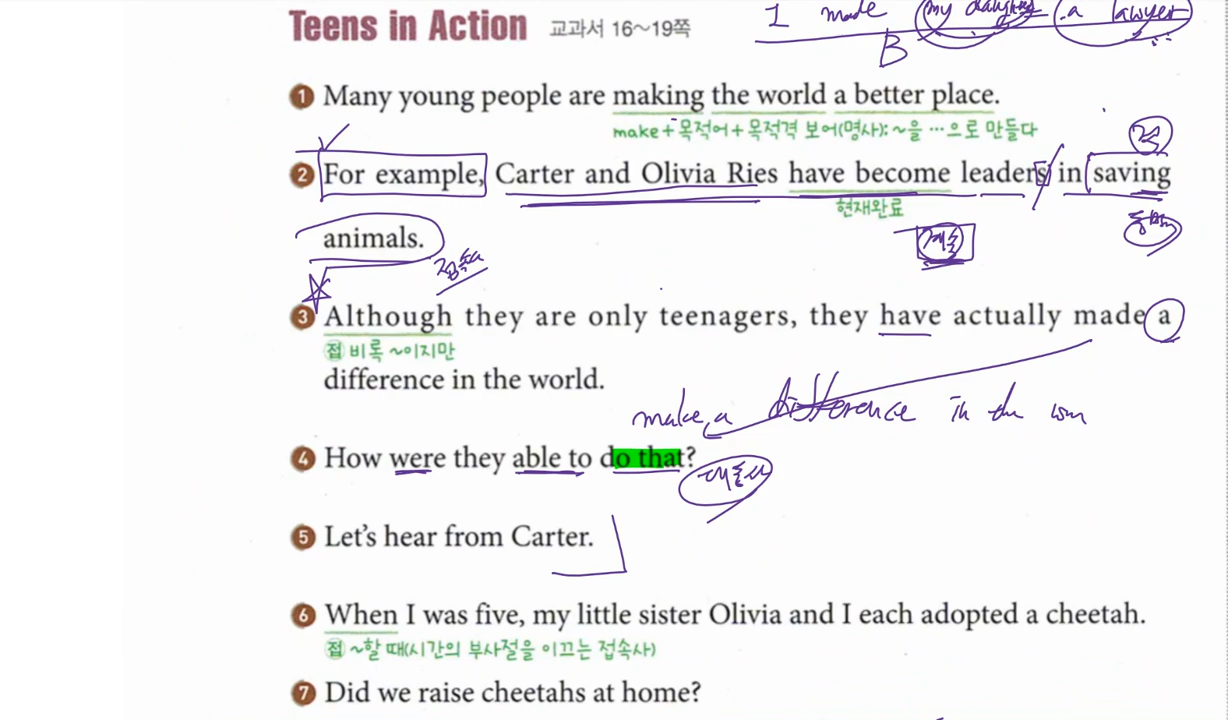 Teens in Action 교과서 16~19쪽
I made my daughter a lawyer
B
1 Many young people are making the world a better place.
make+목적어+목적격 보어(명사): ~을 …으로 만들다
2 For example, Carter and Olivia Ries have become leaders in saving
현재완료
계속
동명사
animals.
접속사
3 Although they are only teenagers, they have actually made a
접 비록 ~이지만
difference in the world.
make a difference in the
4 How were they able to do that?
대동사
5 Let's hear from Carter.
6 When I was five, my little sister Olivia and I each adopted a cheetah.
접 ~할 때(시간의 부사절을 이끄는 접속사)
7 Did we raise cheetahs at home?